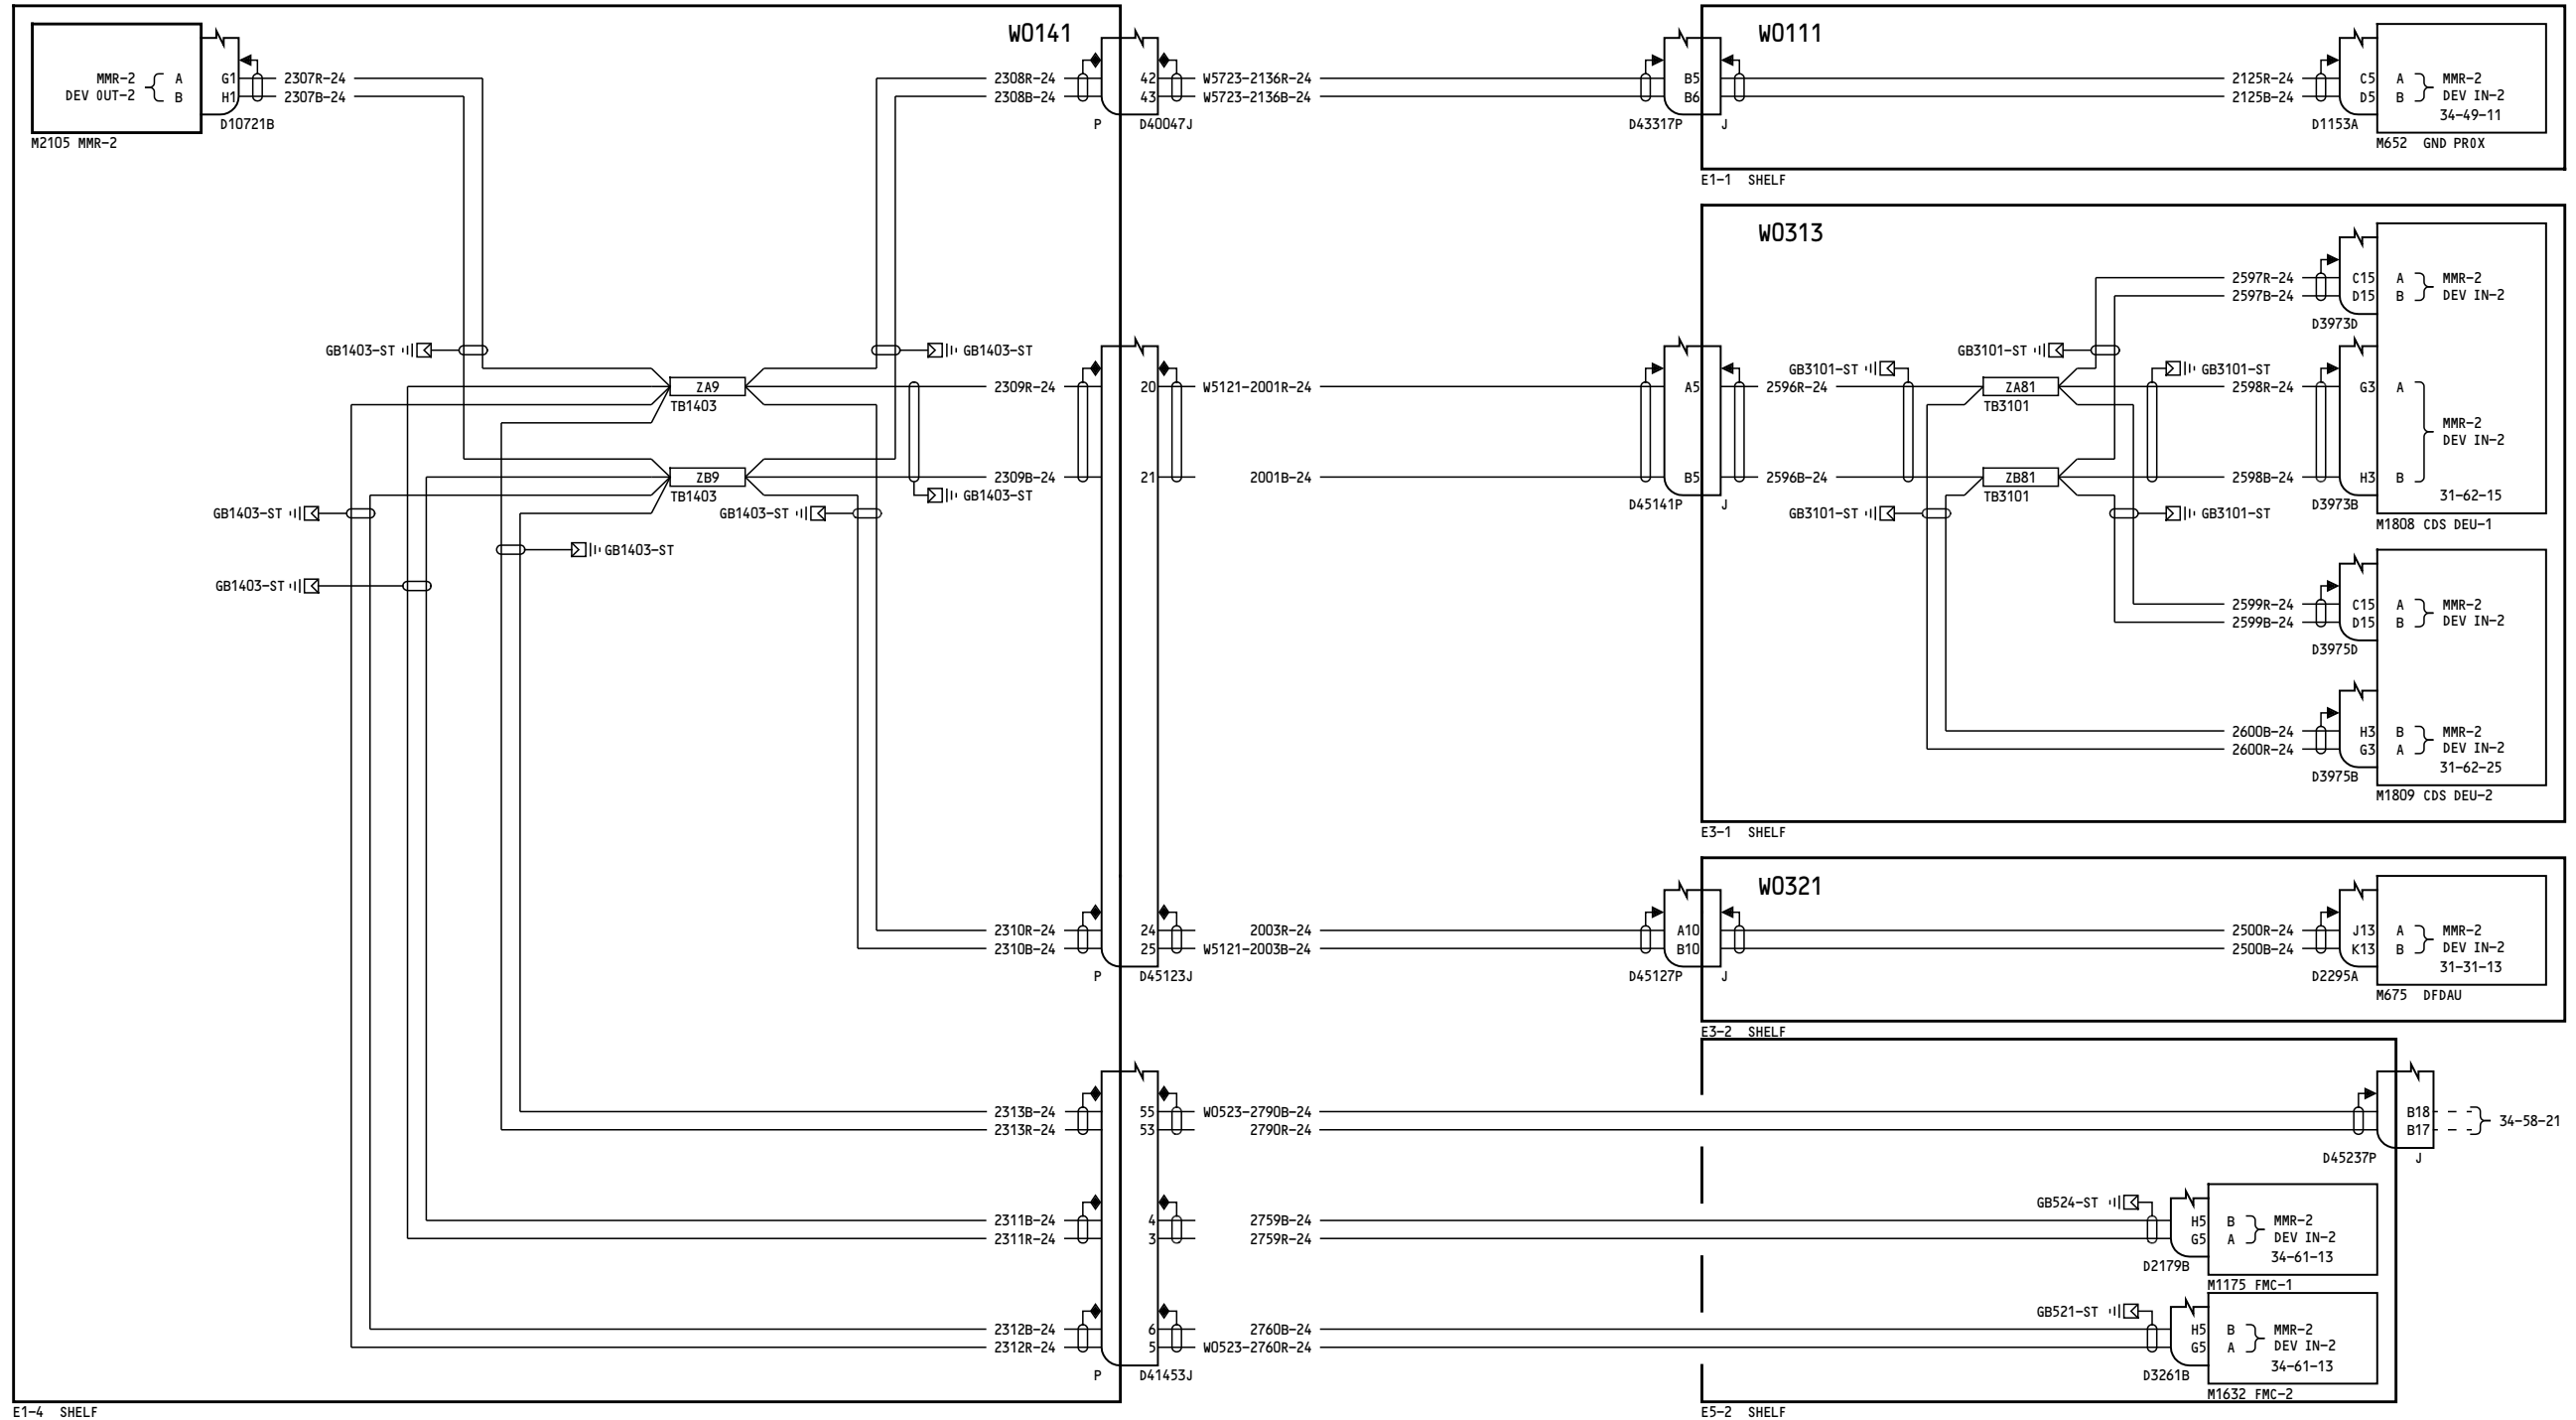 W0141
MMR-2
DEV OUT-2
A
B
G1
H1
2307R-24
2307B-24
D10721B
M2105 MMR-2
2308R-24
2308B-24
42
43
P
D40047J
W5723-2136R-24
W5723-2136B-24
B5
B6
D43317P
J
W0111
2125R-24
2125B-24
C5
D5
D1153A
A
B
MMR-2
DEV IN-2
34-49-11
M652 GND PROX
E1-1 SHELF
W0313
2597R-24
2597B-24
C15
D15
D3973D
A
B
MMR-2
DEV IN-2
GB1403-ST
GB1403-ST
ZA9
TB1403
2309R-24
20
W5121-2001R-24
A5
GB3101-ST
GB3101-ST
GB3101-ST
2596R-24
ZA81
TB3101
2598R-24
G3
A
MMR-2
DEV IN-2
ZB9
TB1403
2309B-24
21
2001B-24
B5
D45141P
J
2596B-24
ZB81
TB3101
2598B-24
H3
B
31-62-15
D3973B
M1808 CDS DEU-1
GB1403-ST
GB1403-ST
GB1403-ST
GB1403-ST
GB1403-ST
GB3101-ST
GB3101-ST
2599R-24
2599B-24
C15
D15
D3975D
A
B
MMR-2
DEV IN-2
2600B-24
2600R-24
H3
G3
D3975B
B
A
MMR-2
DEV IN-2
31-62-25
M1809 CDS DEU-2
E3-1 SHELF
W0321
2310R-24
2310B-24
24
25
P
D45123J
2003R-24
W5121-2003B-24
A10
B10
D45127P
J
2500R-24
2500B-24
J13
K13
D2295A
A
B
MMR-2
DEV IN-2
31-31-13
M675 DFDAU
E3-2 SHELF
2313B-24
2313R-24
55
53
W0523-2790B-24
2790R-24
B18
B17
34-58-21
D45237P
J
2311B-24
2311R-24
4
3
2759B-24
2759R-24
GB524-ST
H5
G5
D2179B
B
A
MMR-2
DEV IN-2
34-61-13
M1175 FMC-1
2312B-24
2312R-24
6
5
P
D41453J
2760B-24
W0523-2760R-24
GB521-ST
H5
G5
D3261B
B
A
MMR-2
DEV IN-2
34-61-13
M1632 FMC-2
E1-4 SHELF
E5-2 SHELF